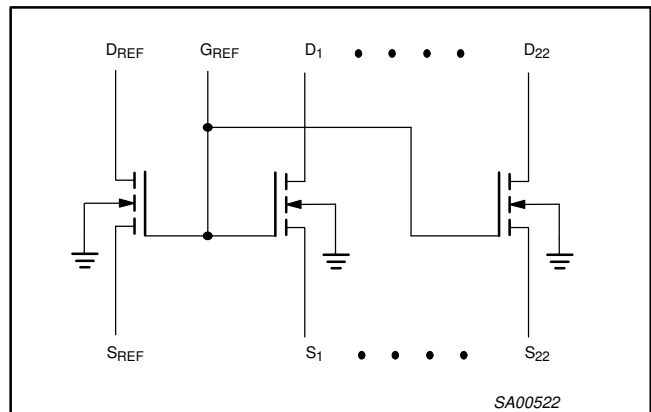 DREF GREF D1 • • • • D22
SREF S1 • • • • S22
SA00522